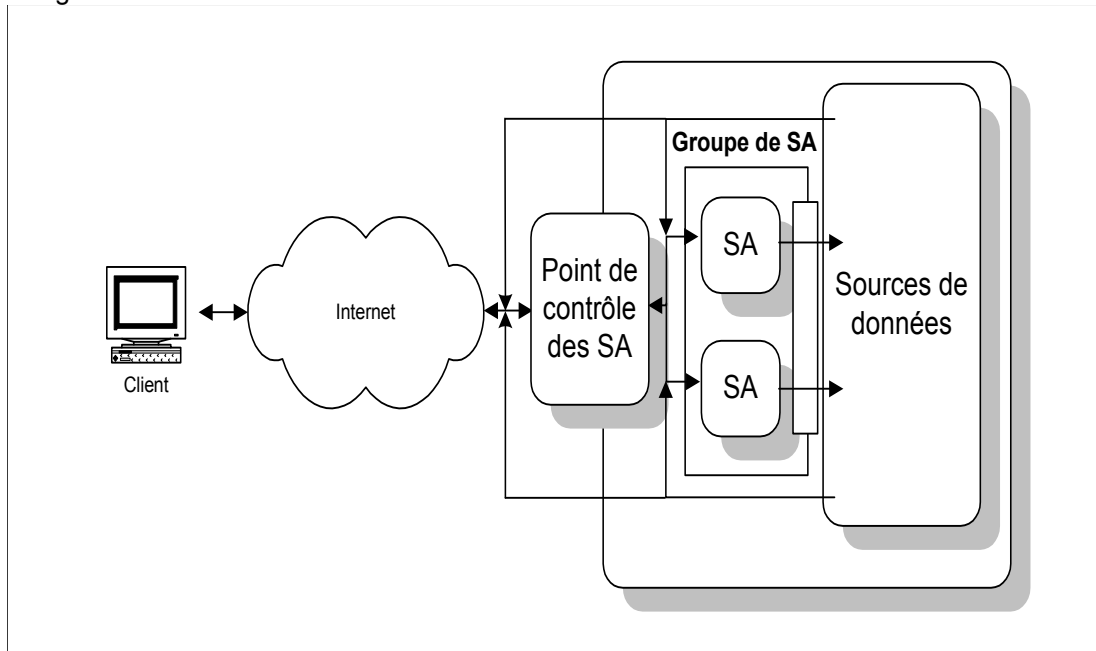 Groupe de SA
SA
Point de
contrôle
des SA
Sources de
données
Internet
SA
Client